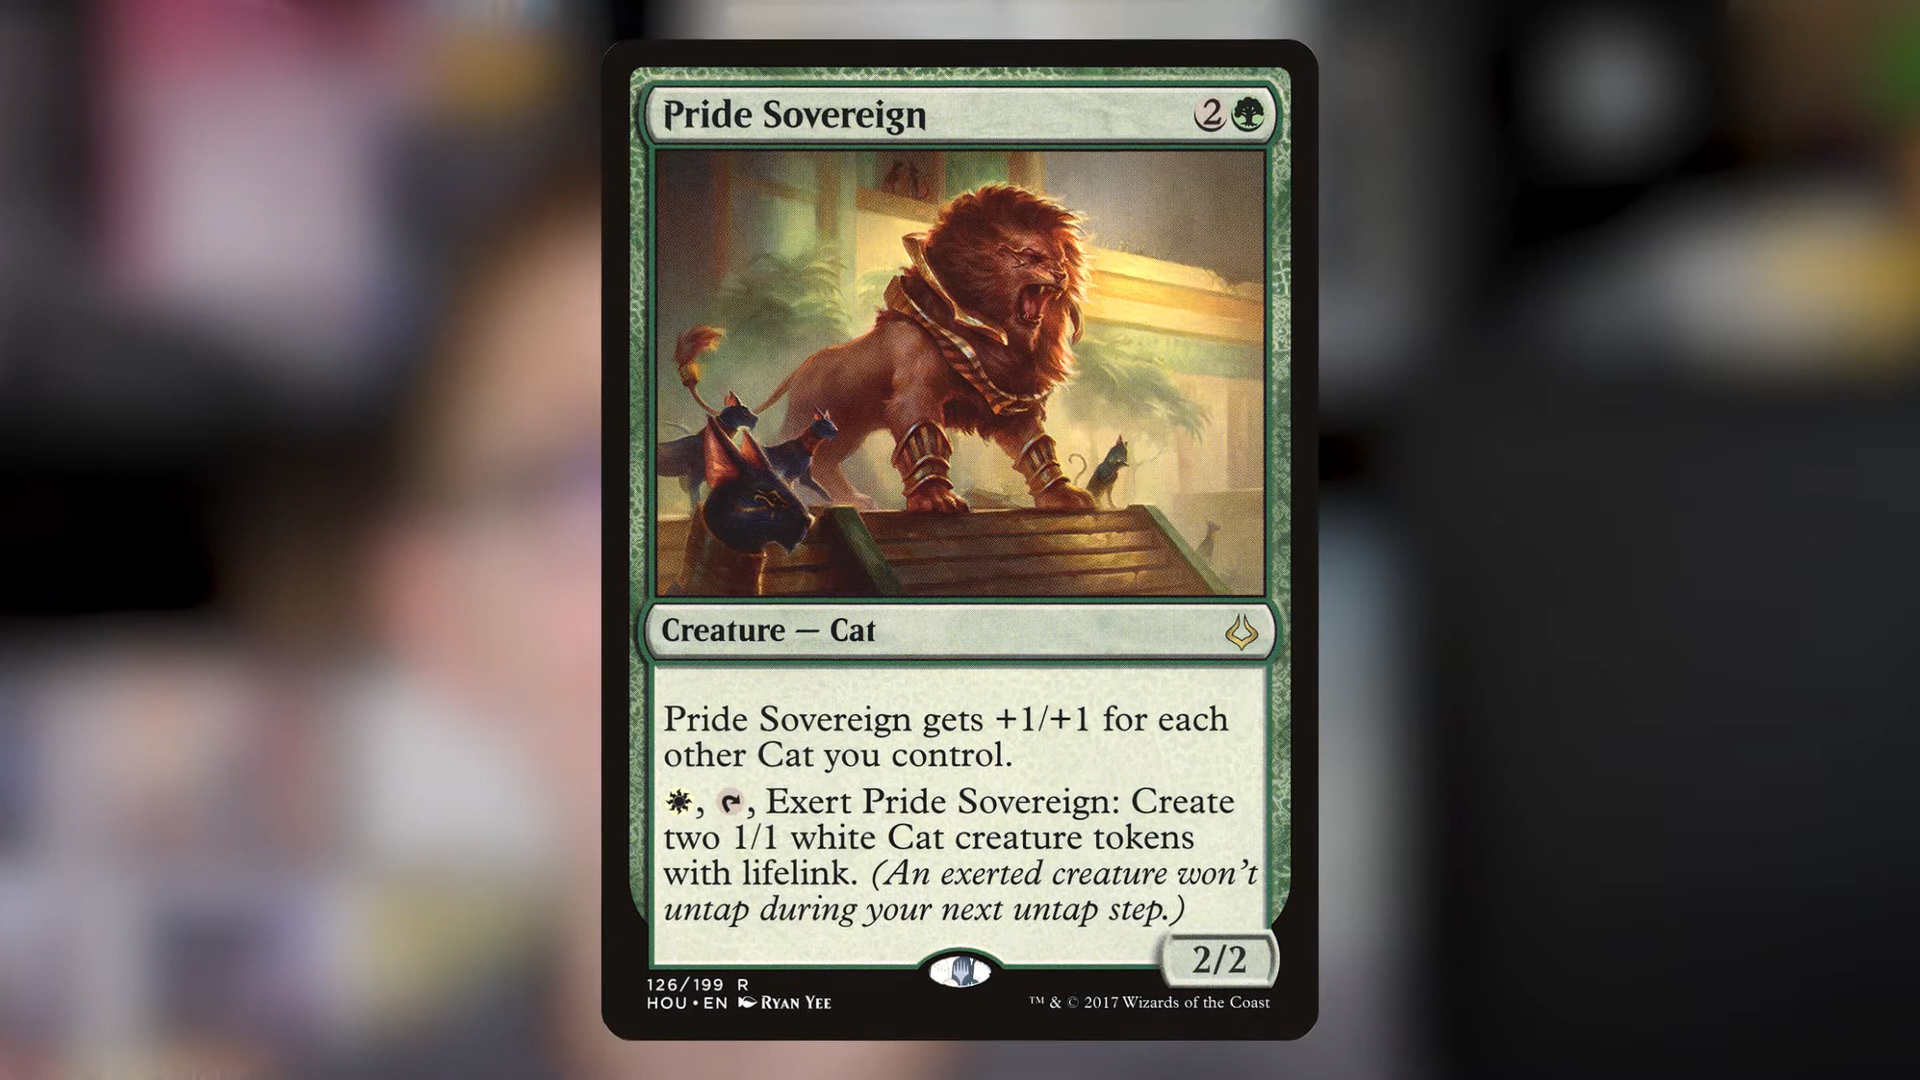 Pride Sovereign 2
Creature — Cat
Pride Sovereign gets +1/+1 for each
other Cat you control.
, , Exert Pride Sovereign: Create
two 1/1 white Cat creature tokens
with lifelink. (An exerted creature won't
untap during your next untap step.)
2/2
126/199 R
HOU • EN Ryan Yee
™ & © 2017 Wizards of the Coast